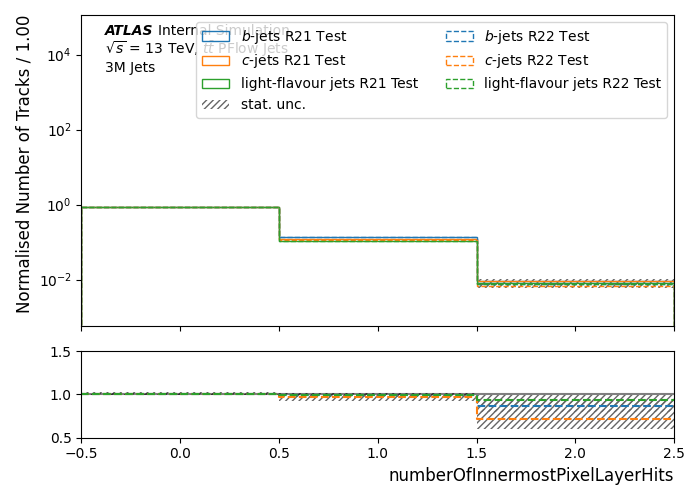 ATLAS Internal Simulation
√s = 13 TeV, tt̄ PFlow Jets
3M Jets
b-jets R21 Test
c-jets R21 Test
light-flavour jets R21 Test
stat. unc.
b-jets R22 Test
c-jets R22 Test
light-flavour jets R22 Test
Normalised Number of Tracks / 1.00
10⁴
10²
10⁰
10⁻²
1.5
1.0
0.5
−0.5 0.0 0.5 1.0 1.5 2.0 2.5
numberOfInnermostPixelLayerHits